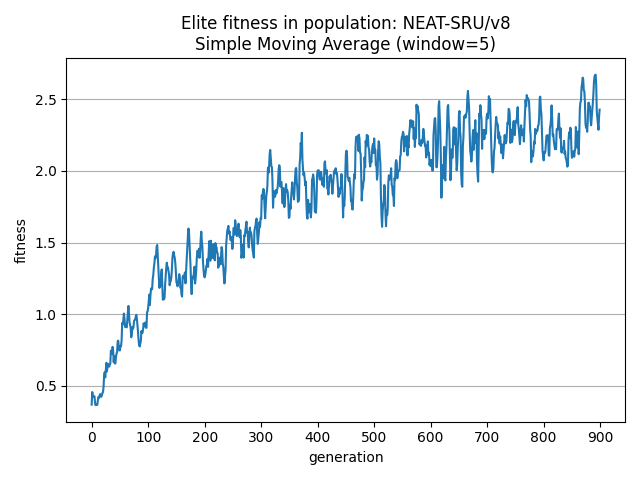 Elite fitness in population: NEAT-SRU/v8
Simple Moving Average (window=5)
fitness
2.5
2.0
1.5
1.0
0.5
0 100 200 300 400 500 600 700 800 900
generation